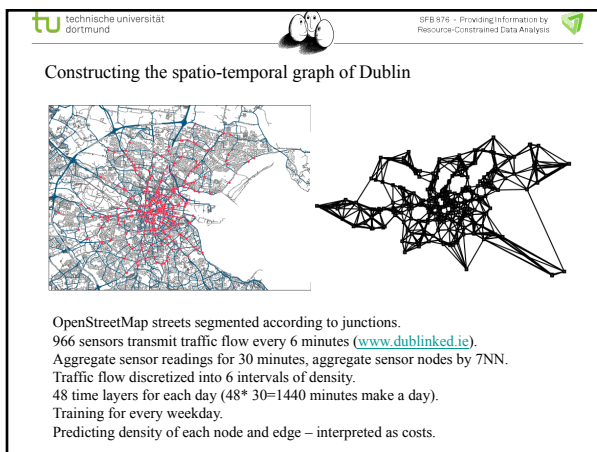 technische universität
dortmund
SFB 876 - Providing Information by
Resource-Constrained Data Analysis
Constructing the spatio-temporal graph of Dublin
OpenStreetMap streets segmented according to junctions.
966 sensors transmit traffic flow every 6 minutes (www.dublinked.ie).
Aggregate sensor readings for 30 minutes, aggregate sensor nodes by 7NN.
Traffic flow discretized into 6 intervals of density.
48 time layers for each day (48* 30=1440 minutes make a day).
Training for every weekday.
Predicting density of each node and edge – interpreted as costs.